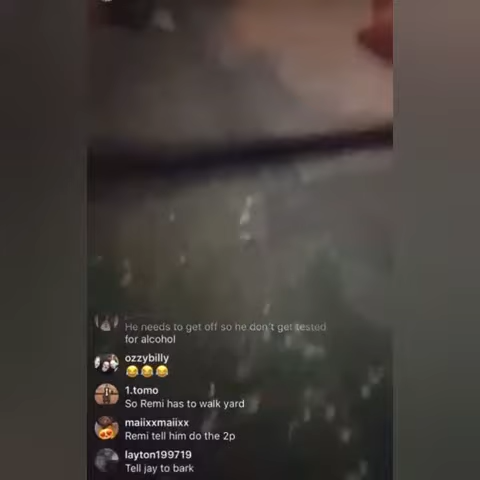 He needs to get off so he don't get tested
for alcohol
ozzybilly
😂😂😂
1.tomo
So Remi has to walk yard
maiixxmaiixx
Remi tell him do the 2p
layton199719
Tell jay to bark